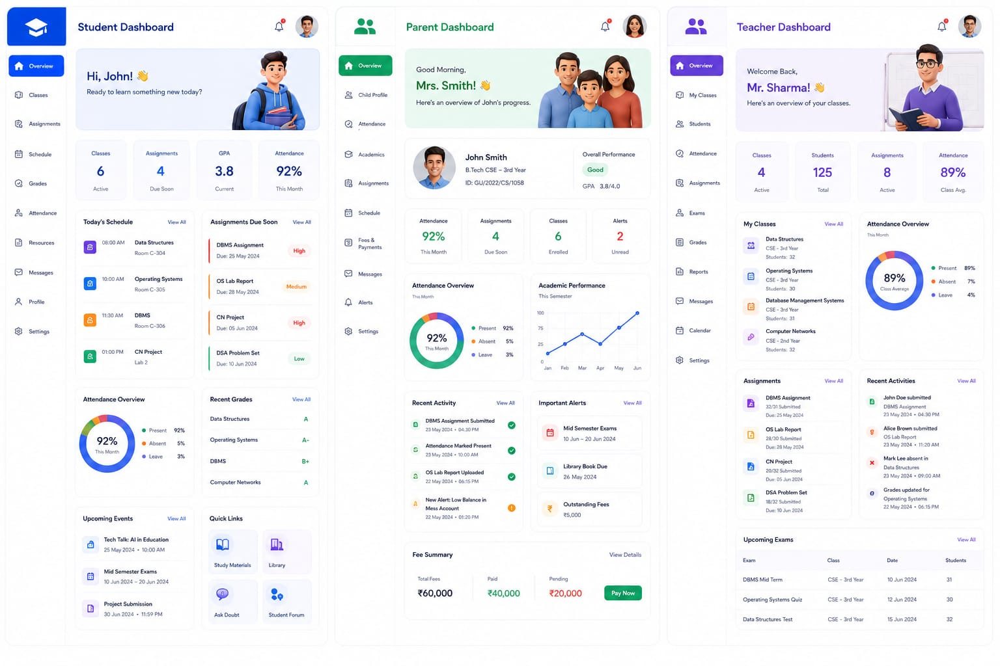 Student Dashboard
Overview
Classes
Assignments
Schedule
Grades
Attendance
Resources
Messages
Profile
Settings
Hi, John! 👋
Ready to learn something new today?
Classes
6
Active
Assignments
4
Due Soon
GPA
3.8
Current
Attendance
92%
This Month
Today's Schedule View All
08:00 AM Data Structures
Room C-304
10:00 AM Operating Systems
Room C-305
11:30 AM DBMS
Room C-306
01:00 PM CN Project
Lab 2
Assignments Due Soon View All
DBMS Assignment
Due: 25 May 2024
High
OS Lab Report
Due: 28 May 2024
Medium
CN Project
Due: 05 Jun 2024
High
DSA Problem Set
Due: 10 Jun 2024
Low
Attendance Overview
92%
This Month
Present 92%
Absent 5%
Leave 3%
Recent Grades View All
Data Structures A
Operating Systems A-
DBMS B+
Computer Networks A
Upcoming Events View All
Tech Talk: AI in Education
25 May 2024 • 10:00 AM
Mid Semester Exams
10 Jun 2024 – 20 Jun 2024
Project Submission
30 Jun 2024 • 11:59 PM
Quick Links
Study Materials
Library
Ask Doubt
Student Forum
Parent Dashboard
Overview
Child Profile
Attendance
Academics
Assignments
Schedule
Fees &
Payments
Messages
Alerts
Settings
Good Morning,
Mrs. Smith! 👋
Here's an overview of John's progress.
John Smith
B.Tech CSE – 3rd Year
ID: GU/2022/CS/1058
Overall Performance
Good
GPA 3.8/4.0
Attendance
92%
This Month
Assignments
4
Due Soon
Classes
6
Enrolled
Alerts
2
Unread
Attendance Overview
This Month
92%
This Month
Present 92%
Absent 5%
Leave 3%
Academic Performance
This Semester
100
75
25
0
Jan Feb Mar Apr May Jun
Recent Activity View All
DBMS Assignment Submitted
23 May 2024 • 04:30 PM
Attendance Marked Present
23 May 2024 • 10:00 AM
OS Lab Report Uploaded
22 May 2024 • 06:15 PM
New Alert: Low Balance in
Mess Account
22 May 2024 • 01:20 PM
Important Alerts View All
Mid Semester Exams
10 Jun – 20 Jun 2024
Library Book Due
26 May 2024
Outstanding Fees
₹5,000
Fee Summary View Details
Total Fees
₹60,000
Paid
₹40,000
Pending
₹20,000
Pay Now
Teacher Dashboard
Overview
My Classes
Students
Attendance
Assignments
Exams
Grades
Reports
Messages
Calendar
Settings
Welcome Back,
Mr. Sharma! 👋
Here's an overview of your classes.
Classes
4
Active
Students
125
Total
Assignments
8
Active
Attendance
89%
Class Avg.
My Classes View All
Data Structures
CSE - 3rd Year
Students: 32
Operating Systems
CSE - 3rd Year
Students: 30
Database Management Systems
CSE - 3rd Year
Students: 31
Computer Networks
CSE - 2nd Year
Students: 32
Attendance Overview
This Month
89%
Class Average
Present 89%
Absent 7%
Leave 4%
Assignments View All
DBMS Assignment
32/31 Submitted
Due: 25 May 2024
OS Lab Report
28/30 Submitted
Due: 28 May 2024
CN Project
20/32 Submitted
Due: 05 Jun 2024
DSA Problem Set
18/32 Submitted
Due: 10 Jun 2024
Recent Activities View All
John Doe submitted
DBMS Assignment
23 May 2024 • 04:30 PM
Alice Brown submitted
OS Lab Report
23 May 2024 • 11:20 AM
Mark Lee absent in
Data Structures
23 May 2024 • 09:00 AM
Grades updated for
Operating Systems
22 May 2024 • 06:15 PM
Upcoming Exams View All
Exam Class Date Students
DBMS Mid Term CSE - 3rd Year 10 Jun 2024 31
Operating Systems Quiz CSE - 3rd Year 12 Jun 2024 30
Data Structures Test CSE - 3rd Year 15 Jun 2024 32